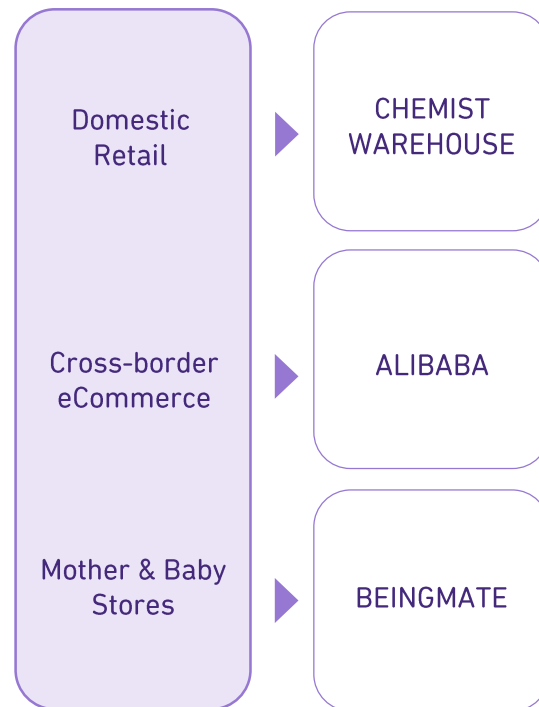 Domestic
Retail
CHEMIST
WAREHOUSE
Cross-border
eCommerce
ALIBABA
Mother & Baby
Stores
BEINGMATE